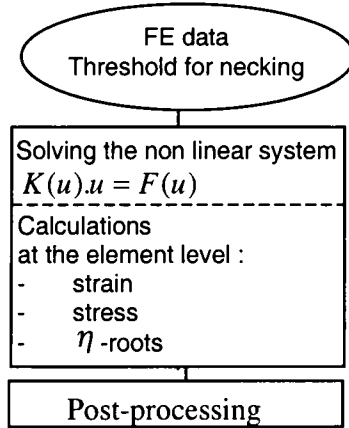 FE data
Threshold for necking
Solving the non linear system
K(u).u = F(u)
Calculations
at the element level :
- strain
- stress
- η -roots
Post-processing